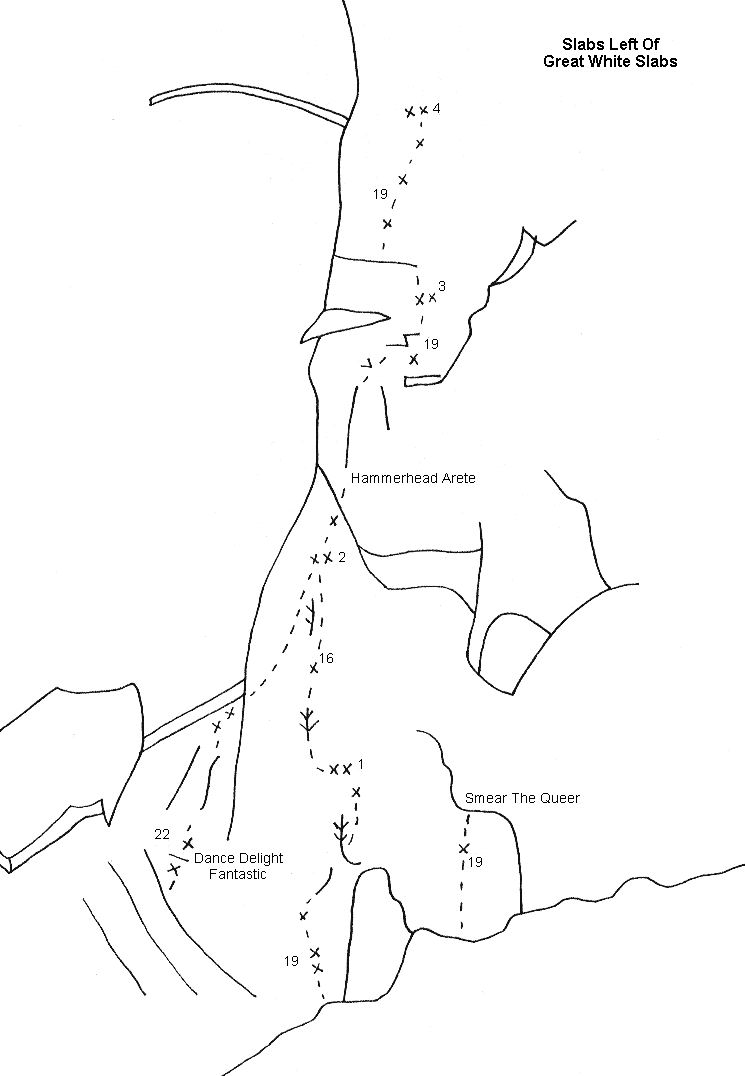 Slabs Left Of
Great White Slabs
4
19
3
19
Hammerhead Arete
2
16
1
Smear The Queer
22
Dance Delight
Fantastic
19
19